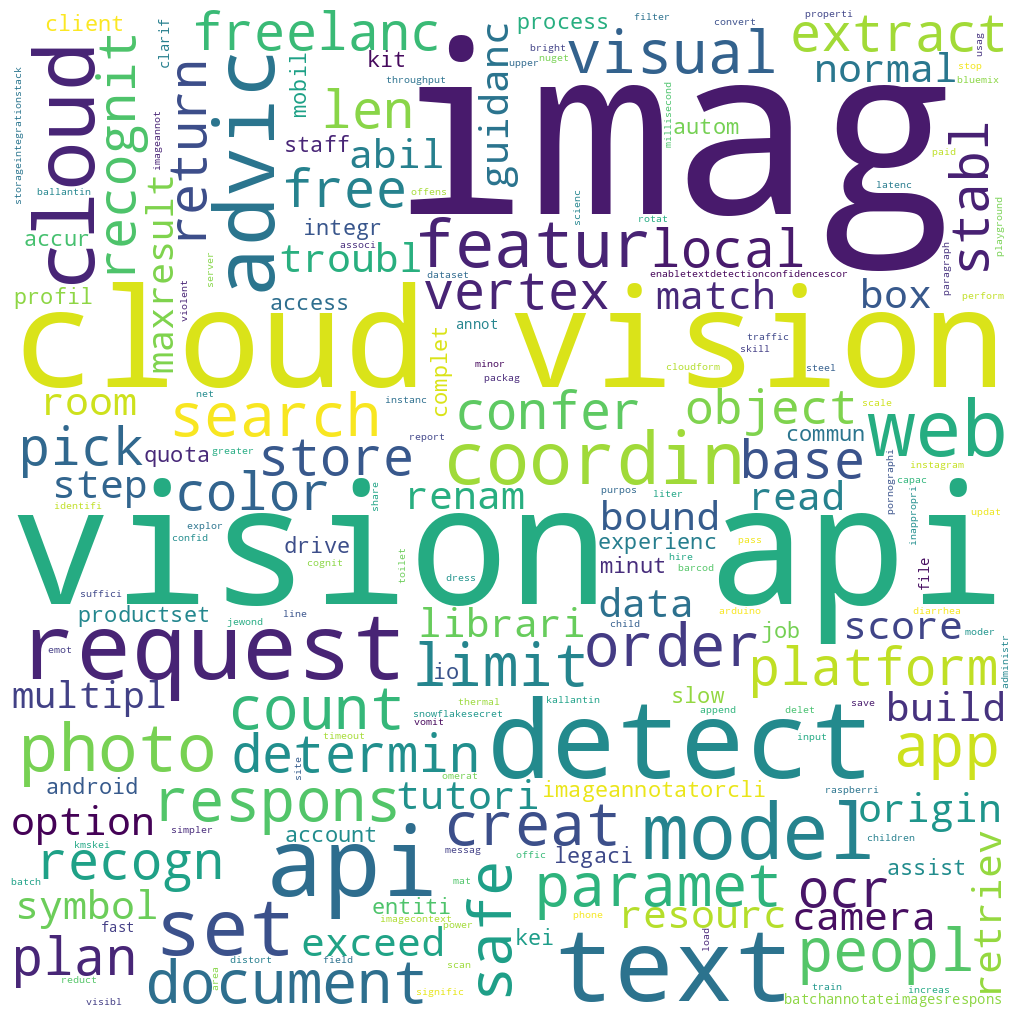 client
cloud
recognit
clarif
return
advic
freelanc
kit
mobil
throughput
imag
process
upper
bright
nuget
filter
convert
visual
properti
extract
usag
stop
bluemix
normal
storageintegrationstack
imageannot
len
staff
abil
guidanc
millisecond
autom
paid
latenc
stabl
playground
ballantin
free
offens
scienc
rotat
accur
integr
associ
troubl
featur
local
paragraph
server
violent
maxresult
profil
access
dataset
enabletextdetectionconfidencescor
vertex
match
box
perform
cloud vision
annot
traffic
skill
complet
minor
packag
cloudform
steel
room
net
instanc
search
confer
object
scale
web
pick
quota
greater
report
store
coordin
commun
base
instagram
step
identifi
color
share
renam
purpos
liter
read
capac
pornographi
inappropri
updat
explor
confid
bound
experienc
drive
cognit
toilet
vision api
hire
barcod
pass
minut
file
suffici
productset
jewond
line
dress
data
arduino
diarrhea
librari
child
job
score
moder
administr
emot
request
limit
io
order
platform
multipl
count
thermal
kallantin
slow
append
delet
save
build
snowflakesecret
vomit
photo
timeout
determin
detect
input
app
site
omerat
android
respons
tutori
imageannotatorcli
raspberri
origin
option
simpler
account
creat
model
children
kmskei
messag
offic
legaci
recogn
api
mat
safe
paramet
assist
retriev
batch
symbol
entiti
imagecontext
power
phone
ocr
resourc
camera
fast
set
exceed
kei
load
peopl
plan
distort
field
scan
text
reduct
area
document
signific
train
increas
visibl
batchannotateimagesrespons